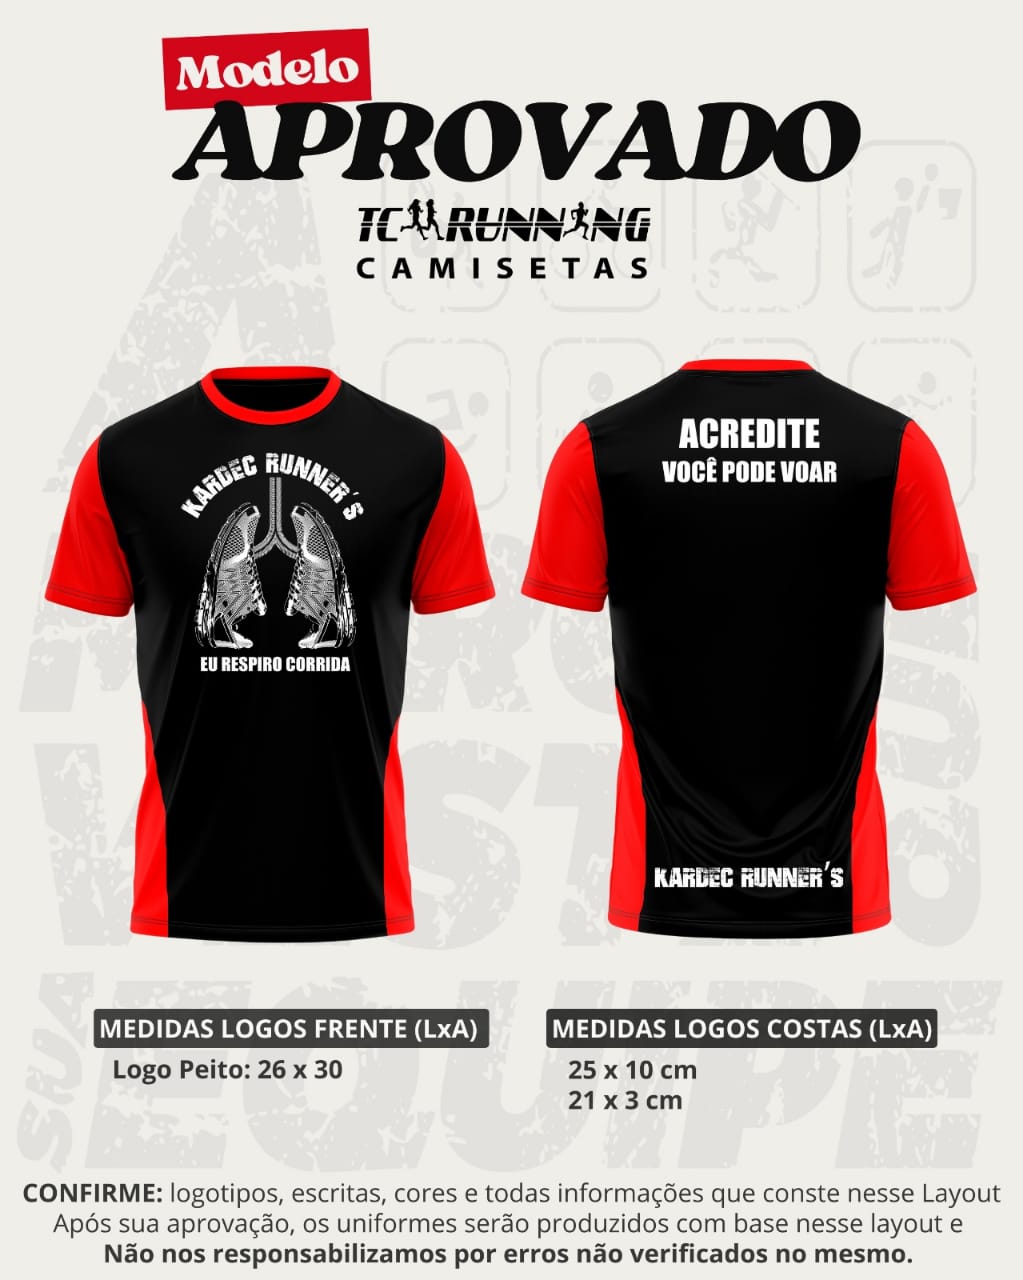 Modelo
APROVADO
TC RUNNING
CAMISETAS
KARDEC RUNNER´S
EU RESPIRO CORRIDA
ACREDITE
VOCÊ PODE VOAR
KARDEC RUNNER´S
VISTA
SUA EQUIPE
MEDIDAS LOGOS FRENTE (LxA)
Logo Peito: 26 x 30
MEDIDAS LOGOS COSTAS (LxA)
25 x 10 cm
21 x 3 cm
CONFIRME: logotipos, escritas, cores e todas informações que conste nesse Layout
Após sua aprovação, os uniformes serão produzidos com base nesse layout e
Não nos responsabilizamos por erros não verificados no mesmo.